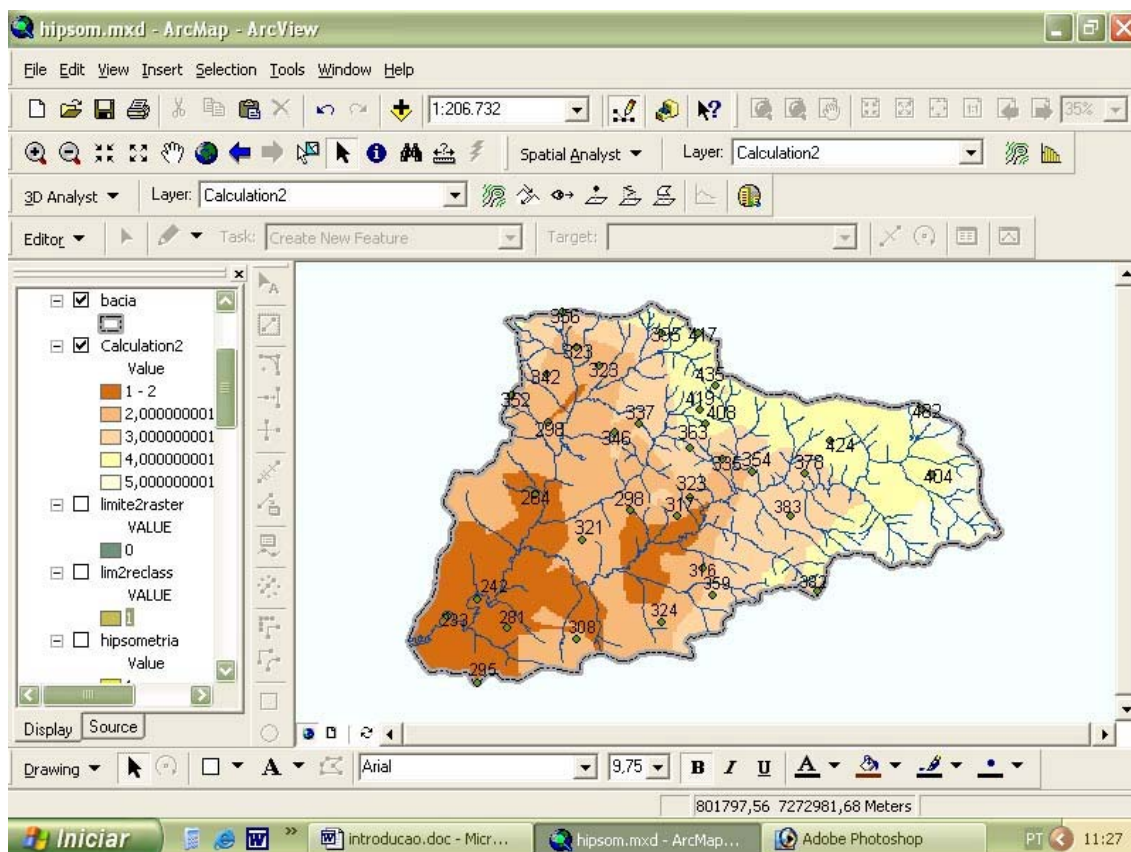 hipsom.mxd - ArcMap - ArcView
File Edit View Insert Selection Tools Window Help
1:206.732 35%
Spatial Analyst Layer: Calculation2
3D Analyst Layer: Calculation2
Editor Task: Create New Feature Target:
bacia
Calculation2
Value
1 - 2
2,000000001
3,000000001
4,000000001
5,000000001
limite2raster
VALUE
0
lim2reclass
VALUE
1
hipsometria
Value
Display Source
356
395 417
323
323
342
435
352
419
408
482
298
337
346
363
424
335
354
378
404
284
323
298
317
383
321
316
359
382
242
233
281
324
308
295
Drawing A Arial 9,75 B I U A
801797,56 7272981,68 Meters
Iniciar » introducao.doc - Micr... hipsom.mxd - ArcMap... Adobe Photoshop PT 11:27